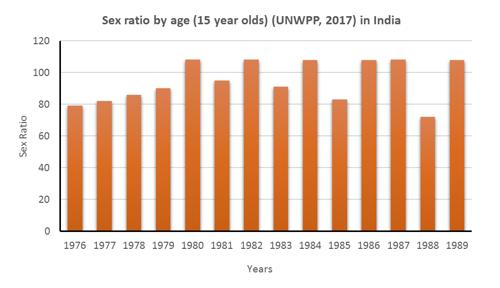 Sex ratio by age (15 year olds) (UNWPP, 2017) in India
120
100
80
60
40
20
0
Sex Ratio
1976 1977 1978 1979 1980 1981 1982 1983 1984 1985 1986 1987 1988 1989
Years